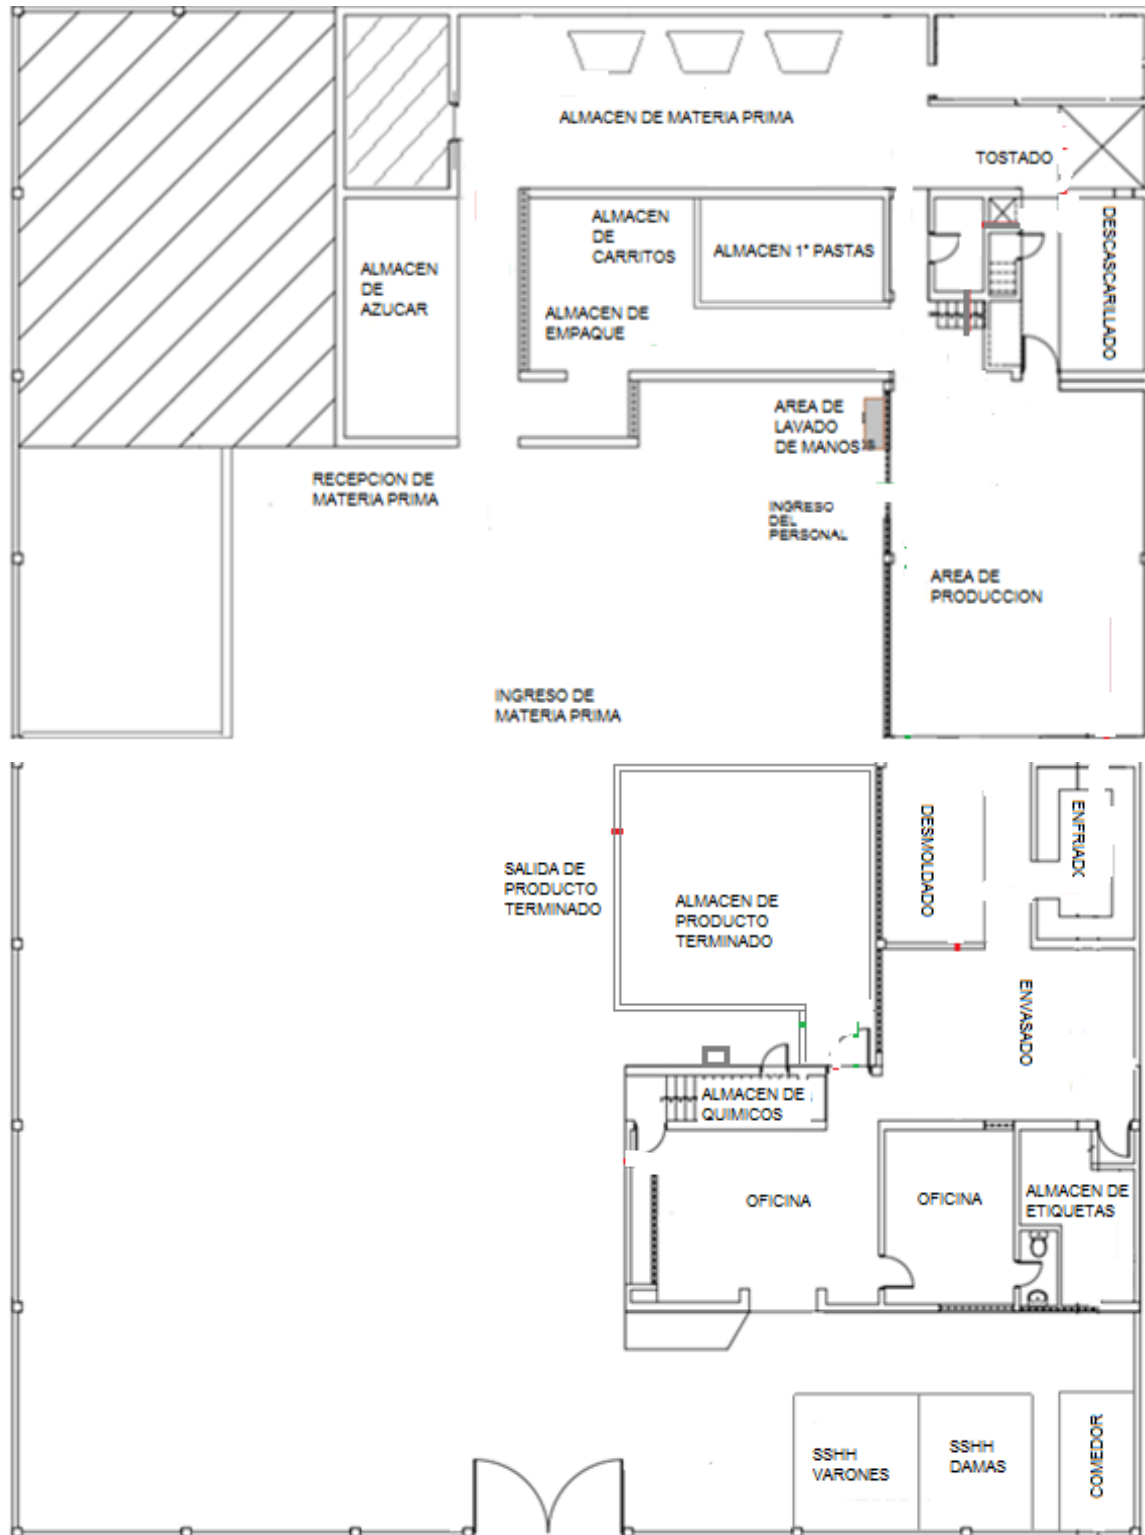 ALMACEN DE MATERIA PRIMA
TOSTADO
ALMACEN
DE
CARRITOS
ALMACEN 1° PASTAS
DESCASCARILLADO
ALMACEN
DE
AZUCAR
ALMACEN DE
EMPAQUE
AREA DE
LAVADO
DE MANOS
RECEPCION DE
MATERIA PRIMA
INGRESO
DEL
PERSONAL
AREA DE
PRODUCCION
INGRESO DE
MATERIA PRIMA
DESMOLDADO
ENFRIADO
SALIDA DE
PRODUCTO
TERMINADO
ALMACEN DE
PRODUCTO
TERMINADO
ENVASADO
ALMACEN DE
QUIMICOS
OFICINA
OFICINA
ALMACEN DE
ETIQUETAS
SSHH
VARONES
SSHH
DAMAS
COMEDOR